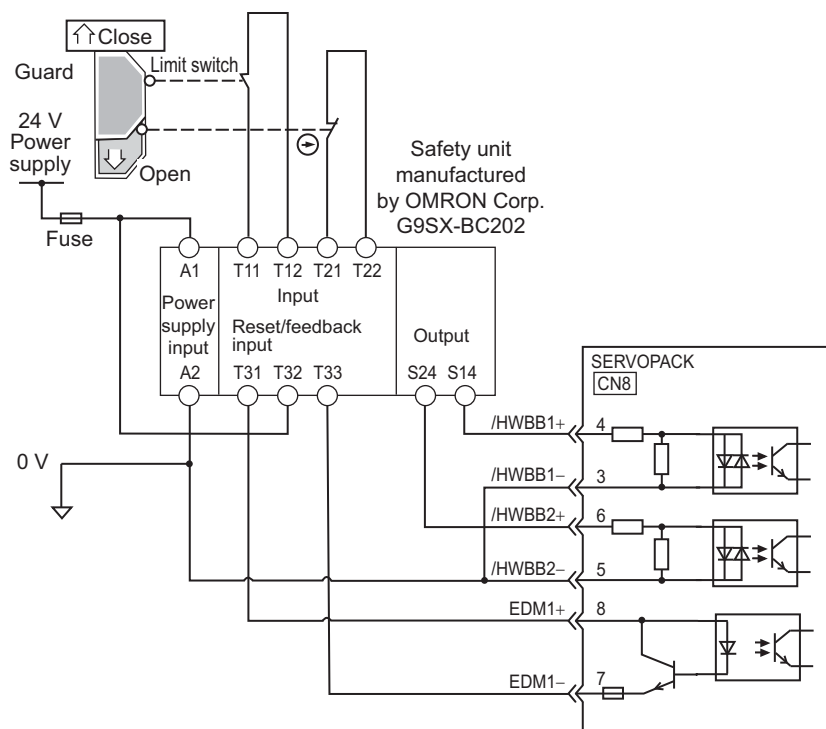 Close
Guard
Limit switch
24 V
Power
supply
Open
Fuse
Safety unit
manufactured
by OMRON Corp.
G9SX-BC202
A1
T11
T12
T21
T22
Power
supply
input
Input
Reset/feedback
input
Output
A2
T31
T32
T33
S24
S14
SERVOPACK
CN8
0 V
/HWBB1+
4
/HWBB1−
3
/HWBB2+
6
/HWBB2−
5
EDM1+
8
EDM1−
7